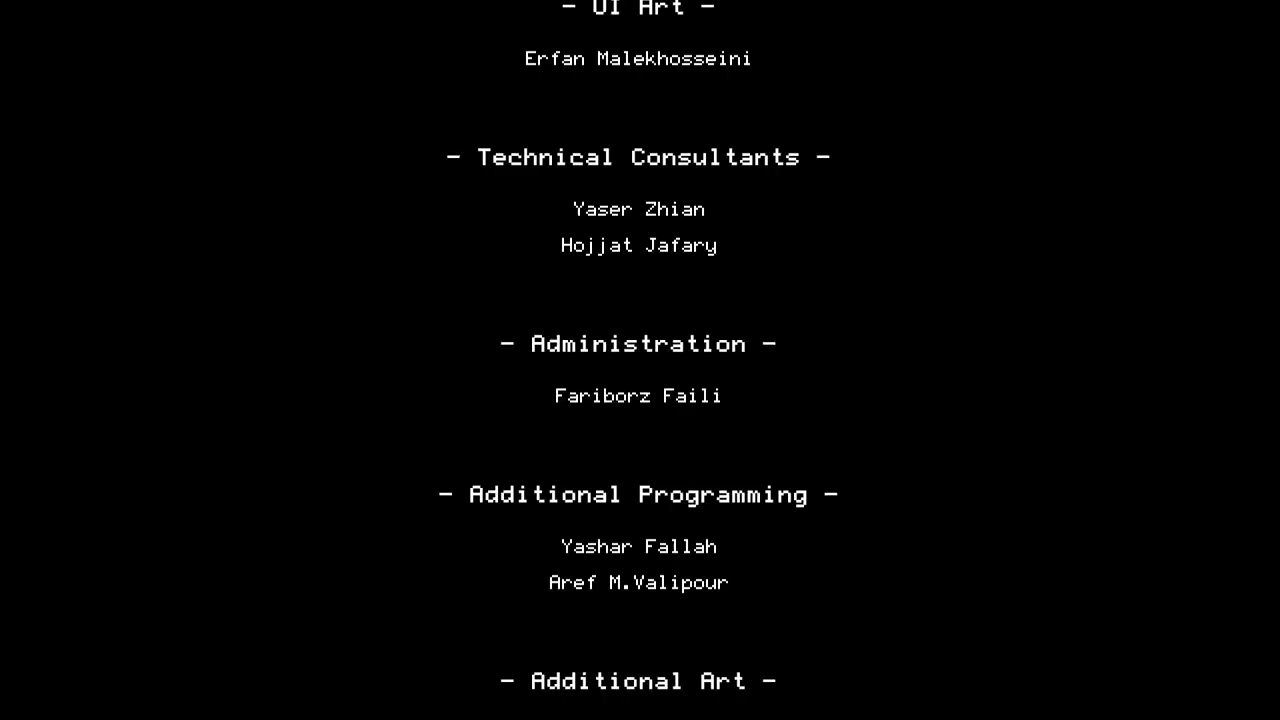 - UI Art -
Erfan Malekhosseini
- Technical Consultants -
Yaser Zhian
Hojjat Jafary
- Administration -
Fariborz Faili
- Additional Programming -
Yashar Fallah
Aref M.Valipour
- Additional Art -